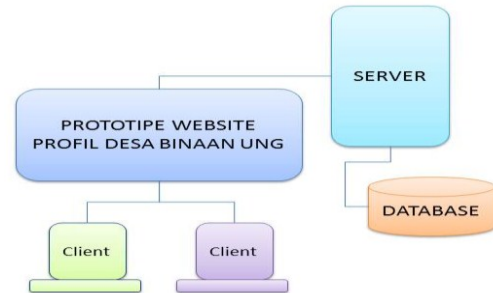 SERVER
PROTOTIPE WEBSITE
PROFIL DESA BINAAN UNG
DATABASE
Client
Client